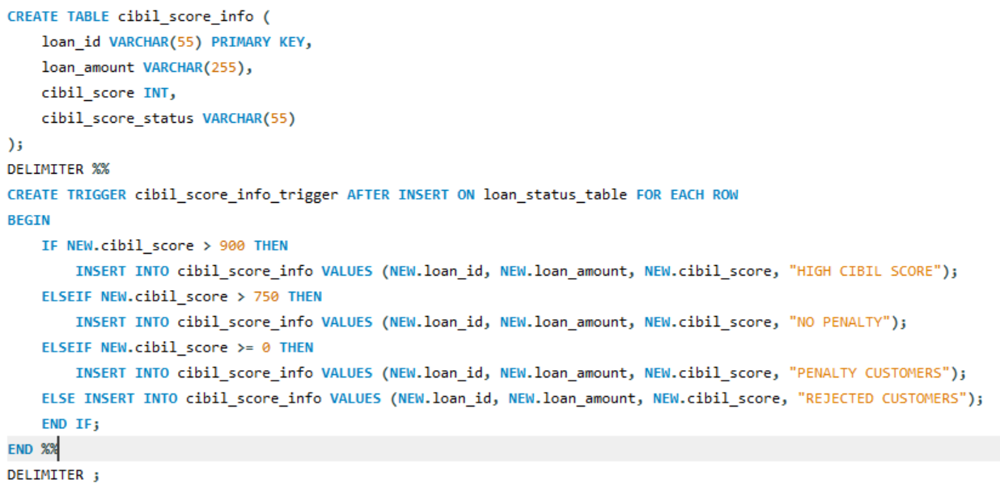 CREATE TABLE cibil_score_info (
    loan_id VARCHAR(55) PRIMARY KEY,
    loan_amount VARCHAR(255),
    cibil_score INT,
    cibil_score_status VARCHAR(55)
);
DELIMITER %%
CREATE TRIGGER cibil_score_info_trigger AFTER INSERT ON loan_status_table FOR EACH ROW
BEGIN
    IF NEW.cibil_score > 900 THEN
        INSERT INTO cibil_score_info VALUES (NEW.loan_id, NEW.loan_amount, NEW.cibil_score, "HIGH CIBIL SCORE");
    ELSEIF NEW.cibil_score > 750 THEN
        INSERT INTO cibil_score_info VALUES (NEW.loan_id, NEW.loan_amount, NEW.cibil_score, "NO PENALTY");
    ELSEIF NEW.cibil_score >= 0 THEN
        INSERT INTO cibil_score_info VALUES (NEW.loan_id, NEW.loan_amount, NEW.cibil_score, "PENALTY CUSTOMERS");
    ELSE INSERT INTO cibil_score_info VALUES (NEW.loan_id, NEW.loan_amount, NEW.cibil_score, "REJECTED CUSTOMERS");
    END IF;
END %%
DELIMITER ;